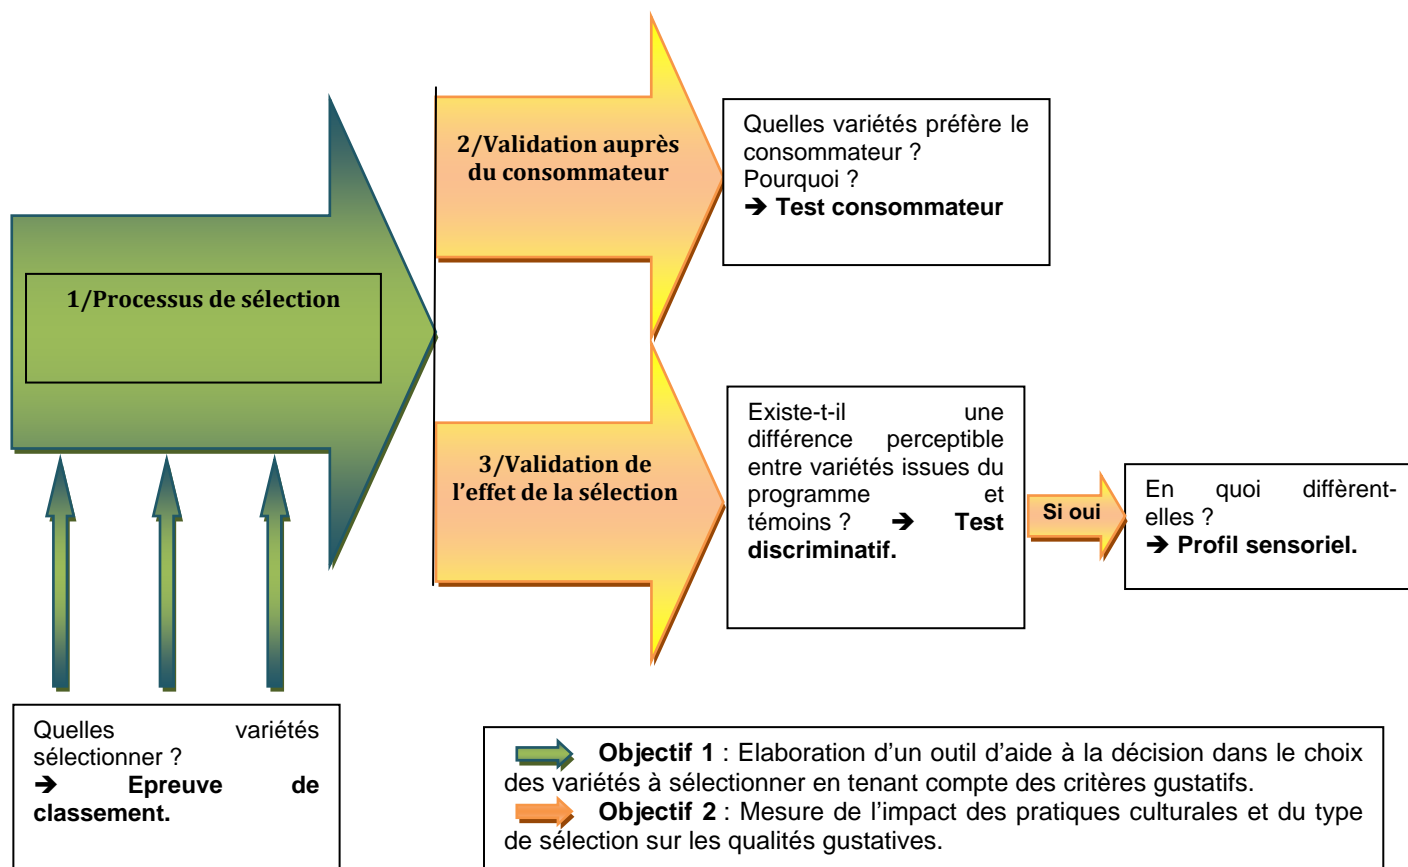 1/Processus de sélection
2/Validation auprès
du consommateur
Quelles variétés préfère le
consommateur ?
Pourquoi ?
➔ Test consommateur
3/Validation de
l’effet de la sélection
Existe-t-il une
différence perceptible
entre variétés issues du
programme et
témoins ? ➔ Test
discriminatif.
Si oui
En quoi diffèrent-
elles ?
➔ Profil sensoriel.
Quelles variétés
sélectionner ?
➔ Epreuve de
classement.
Objectif 1 : Elaboration d’un outil d’aide à la décision dans le choix
des variétés à sélectionner en tenant compte des critères gustatifs.
Objectif 2 : Mesure de l’impact des pratiques culturales et du type
de sélection sur les qualités gustatives.